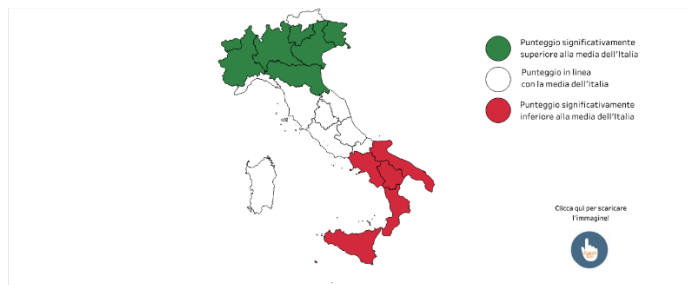 Punteggio significativamente
superiore alla media dell'Italia
Punteggio in linea
con la media dell'Italia
Punteggio significativamente
inferiore alla media dell'Italia
Clicca qui per scaricare
l'immagine!